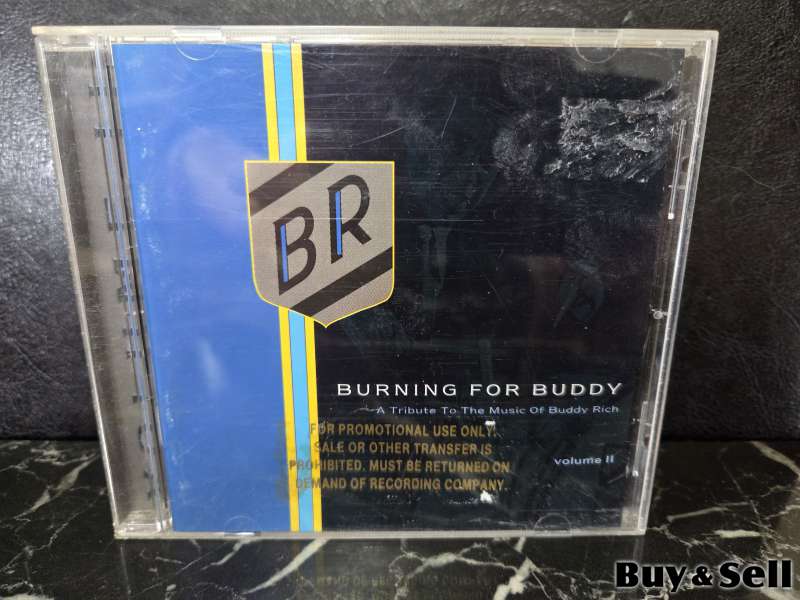 BR
BURNING FOR BUDDY
A Tribute To The Music Of Buddy Rich
FOR PROMOTIONAL USE ONLY.
SALE OR OTHER TRANSFER IS
PROHIBITED. MUST BE RETURNED ON
DEMAND OF RECORDING COMPANY.
volume II
Buy & Sell